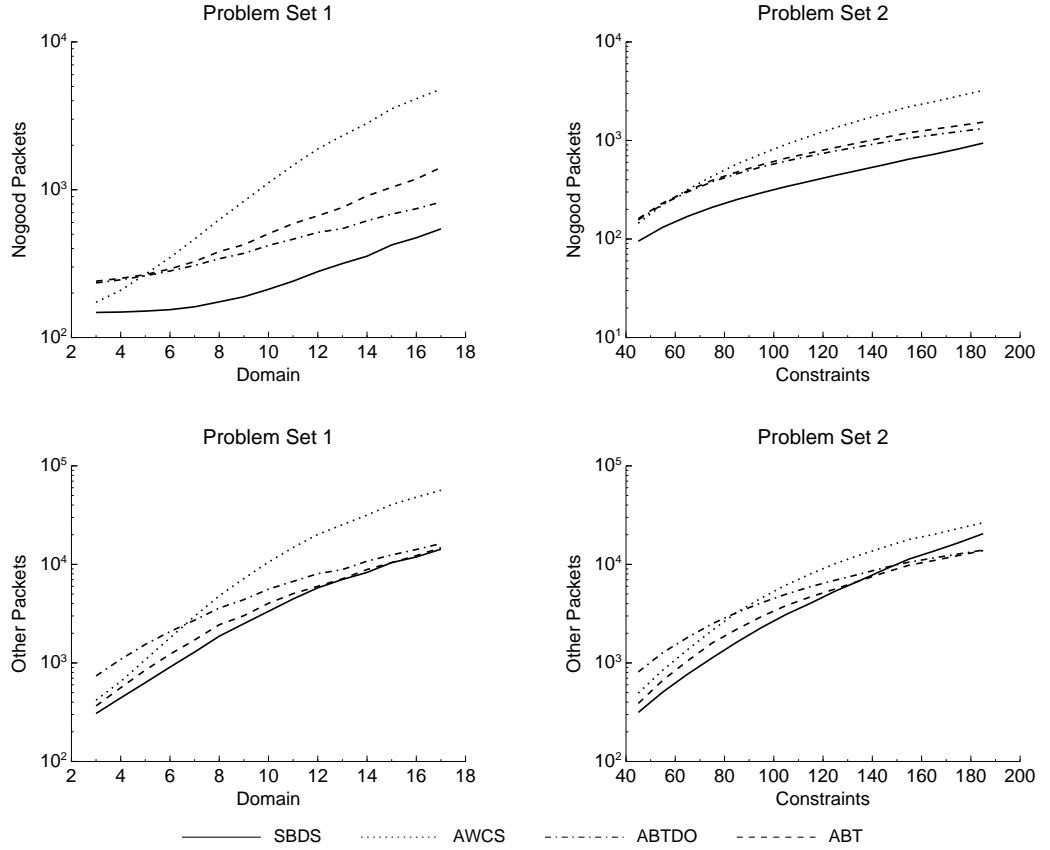 Problem Set 1
Nogood Packets
10^4
10^3
10^2
2 4 6 8 10 12 14 16 18
Domain
Problem Set 2
Nogood Packets
10^4
10^3
10^2
10^1
40 60 80 100 120 140 160 180 200
Constraints
Problem Set 1
Other Packets
10^5
10^4
10^3
10^2
2 4 6 8 10 12 14 16 18
Domain
Problem Set 2
Other Packets
10^5
10^4
10^3
10^2
40 60 80 100 120 140 160 180 200
Constraints
SBDS AWCS ABTDO ABT